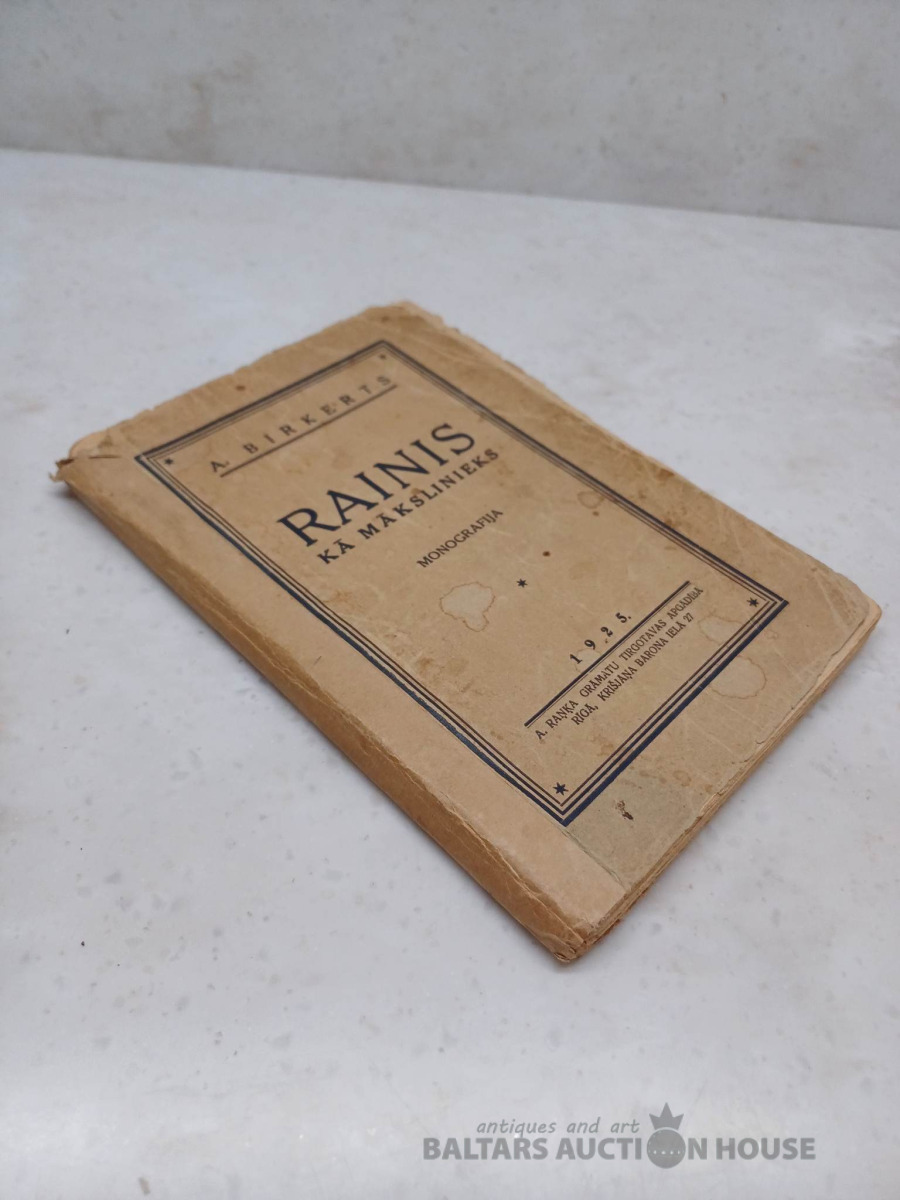 A. BIRKERTS
RAINIS
KĀ MĀKSLINIEKS
MONOGRAFIJA
1925.
A. RAŅĶA GRĀMATU TIRGOTAVAS APGĀDĪBĀ
RĪGĀ, KRIŠJĀŅA BARONA IELĀ 27
antiques and art
BALTARS AUCTION HOUSE